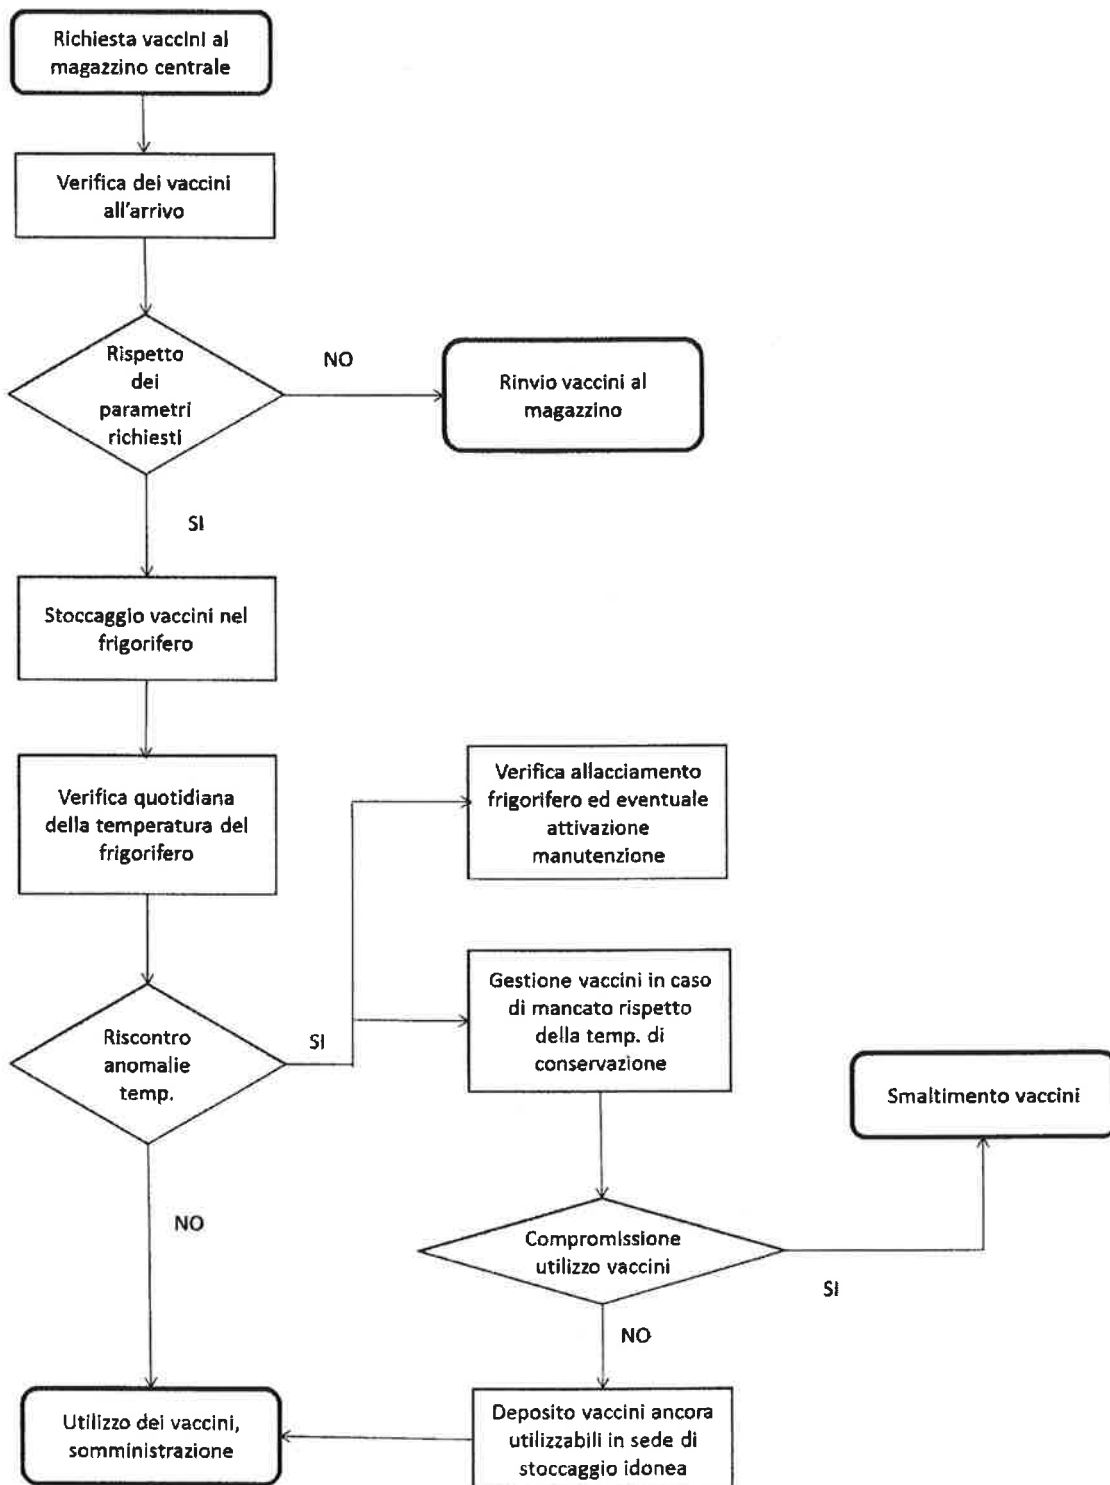 Richiesta vaccini al
magazzino centrale
Verifica dei vaccini
all'arrivo
Rispetto
dei
parametri
richiesti
NO
Rinvio vaccini al
magazzino
SI
Stoccaggio vaccini nel
frigorifero
Verifica quotidiana
della temperatura del
frigorifero
Verifica allacciamento
frigorifero ed eventuale
attivazione
manutenzione
Riscontro
anomalie
temp.
SI
Gestione vaccini in caso
di mancato rispetto
della temp. di
conservazione
Smaltimento vaccini
NO
Compromissione
utilizzo vaccini
SI
NO
Utilizzo dei vaccini,
somministrazione
Deposito vaccini ancora
utilizzabili in sede di
stoccaggio idonea